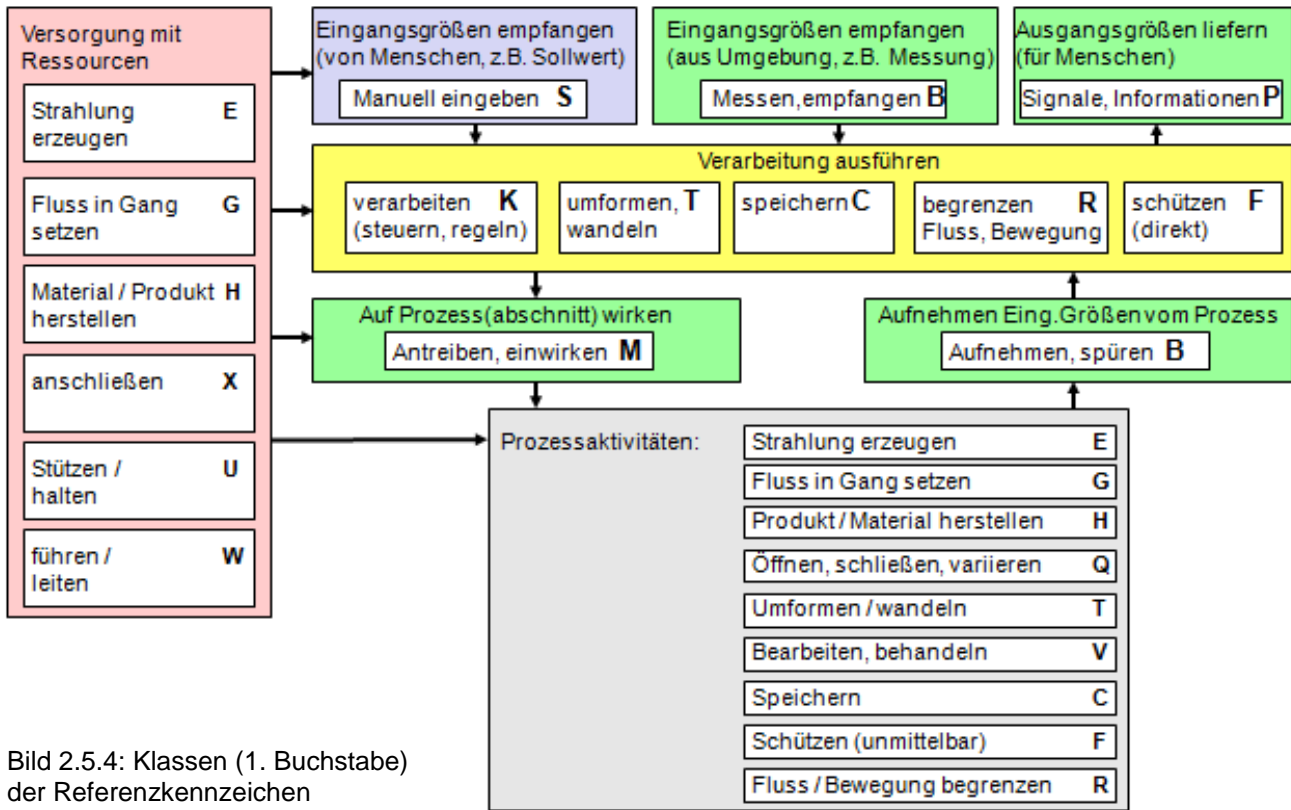 Versorgung mit
Ressourcen
Strahlung E
erzeugen
Fluss in Gang G
setzen
Material / Produkt H
herstellen
anschließen X
Stützen / U
halten
führen / W
leiten
Eingangsgrößen empfangen
(von Menschen, z.B. Sollwert)
Manuell eingeben S
Eingangsgrößen empfangen
(aus Umgebung, z.B. Messung)
Messen, empfangen B
Ausgangsgrößen liefern
(für Menschen)
Signale, Informationen P
Verarbeitung ausführen
verarbeiten K
(steuern, regeln)
umformen, T
wandeln
speichern C
begrenzen R
Fluss, Bewegung
schützen F
(direkt)
Auf Prozess(abschnitt) wirken
Antreiben, einwirken M
Aufnehmen Eing.Größen vom Prozess
Aufnehmen, spüren B
Prozessaktivitäten:
Strahlung erzeugen E
Fluss in Gang setzen G
Produkt / Material herstellen H
Öffnen, schließen, variieren Q
Umformen / wandeln T
Bearbeiten, behandeln V
Speichern C
Schützen (unmittelbar) F
Fluss / Bewegung begrenzen R
Bild 2.5.4: Klassen (1. Buchstabe)
der Referenzkennzeichen